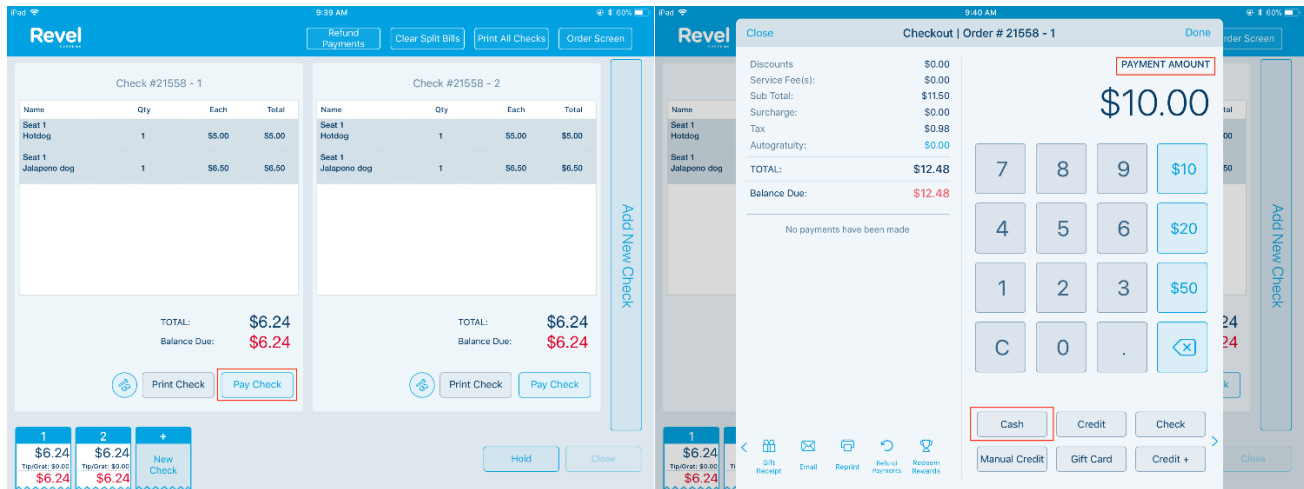 iPad 9:39 AM 60%
Revel
SYSTEMS
Refund Payments
Clear Split Bills
Print All Checks
Order Screen
Check #21558 - 1
Name Qty Each Total
Seat 1
Hotdog 1 $5.00 $5.00
Seat 1
Jalapono dog 1 $6.50 $6.50
TOTAL: $6.24
Balance Due: $6.24
Print Check
Pay Check
Check #21558 - 2
Name Qty Each Total
Seat 1
Hotdog 1 $5.00 $5.00
Seat 1
Jalapono dog 1 $6.50 $6.50
TOTAL: $6.24
Balance Due: $6.24
Print Check
Pay Check
Add New Check
1
$6.24
Tip/Grat: $0.00
$6.24
2
$6.24
Tip/Grat: $0.00
$6.24
+
New Check
Hold
Close
iPad 9:40 AM 60%
Revel
SYSTEMS
rder Screen
Close
Checkout | Order # 21558 - 1
Done
Discounts $0.00
Service Fee(s): $0.00
Sub Total: $11.50
Surcharge: $0.00
Tax $0.98
Autogratuity: $0.00
TOTAL: $12.48
Balance Due: $12.48
No payments have been made
PAYMENT AMOUNT
$10.00
7 8 9 $10
4 5 6 $20
1 2 3 $50
C 0 .
Cash
Credit
Check
Manual Credit
Gift Card
Credit +
Gift Receipt
Email
Reprint
Refund Payments
Redeem Rewards
Name
Seat 1
Hotdog
Seat 1
Jalapono dog
tal
00
50
24
24
k
Add New Check
1
$6.24
Tip/Grat: $0.00
$6.24
Close